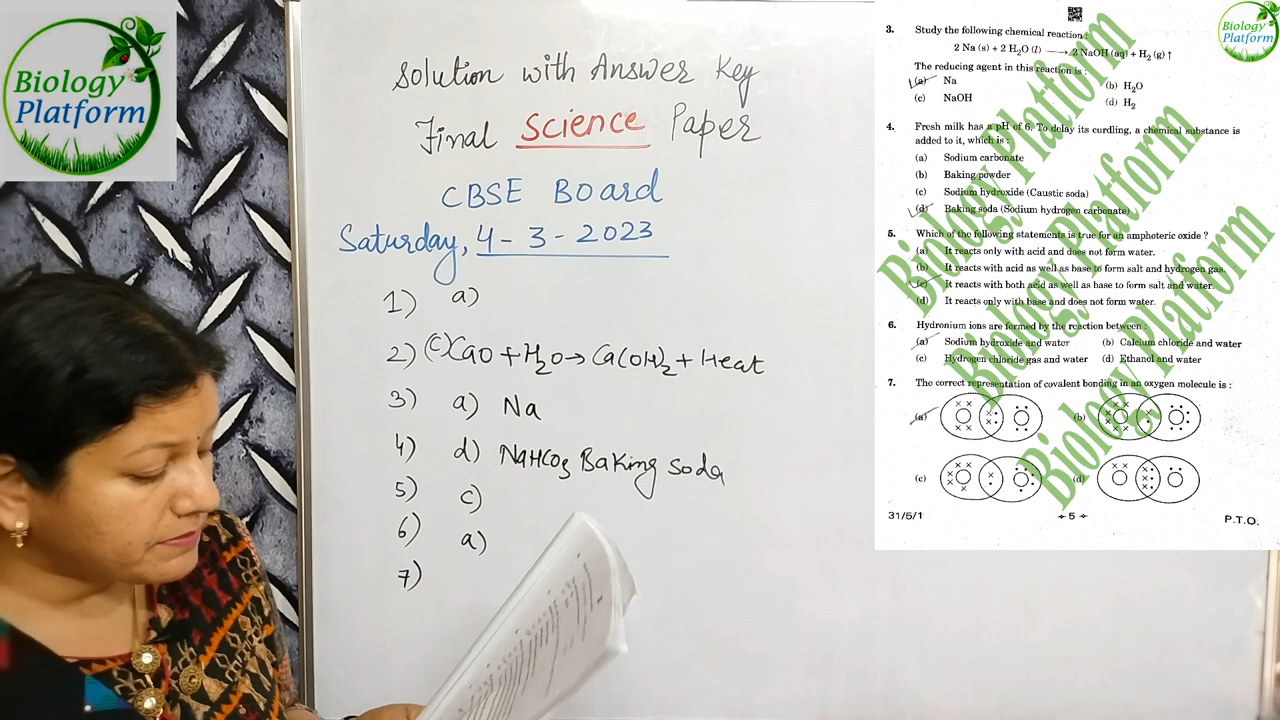 Biology
Platform
Solution with Answer Key
Final Science Paper
CBSE Board
Saturday, 4 - 3 - 2023
1) a)
2) (c) CaO + H₂O → Ca(OH)₂ + Heat
3) a) Na
4) d) NaHCO₃ Baking soda
5) c)
6) a)
7)
Biology
Platform
3. Study the following chemical reaction :
2 Na (s) + 2 H₂O (l) ⟶ 2 NaOH (aq) + H₂ (g) ↑
The reducing agent in this reaction is :
(a) Na (b) H₂O
(c) NaOH (d) H₂
4. Fresh milk has a pH of 6. To delay its curdling, a chemical substance is
added to it, which is :
(a) Sodium carbonate
(b) Baking powder
(c) Sodium hydroxide (Caustic soda)
(d) Baking soda (Sodium hydrogen carbonate)
5. Which of the following statements is true for an amphoteric oxide ?
(a) It reacts only with acid and does not form water.
(b) It reacts with acid as well as base to form salt and hydrogen gas.
(c) It reacts with both acid as well as base to form salt and water.
(d) It reacts only with base and does not form water.
6. Hydronium ions are formed by the reaction between :
(a) Sodium hydroxide and water (b) Calcium chloride and water
(c) Hydrogen chloride gas and water (d) Ethanol and water
7. The correct representation of covalent bonding in an oxygen molecule is :
(a) (b)
(c) (d)
31/5/1 5 P.T.O.
Biology Platform
Biology Platform
Biology Platform